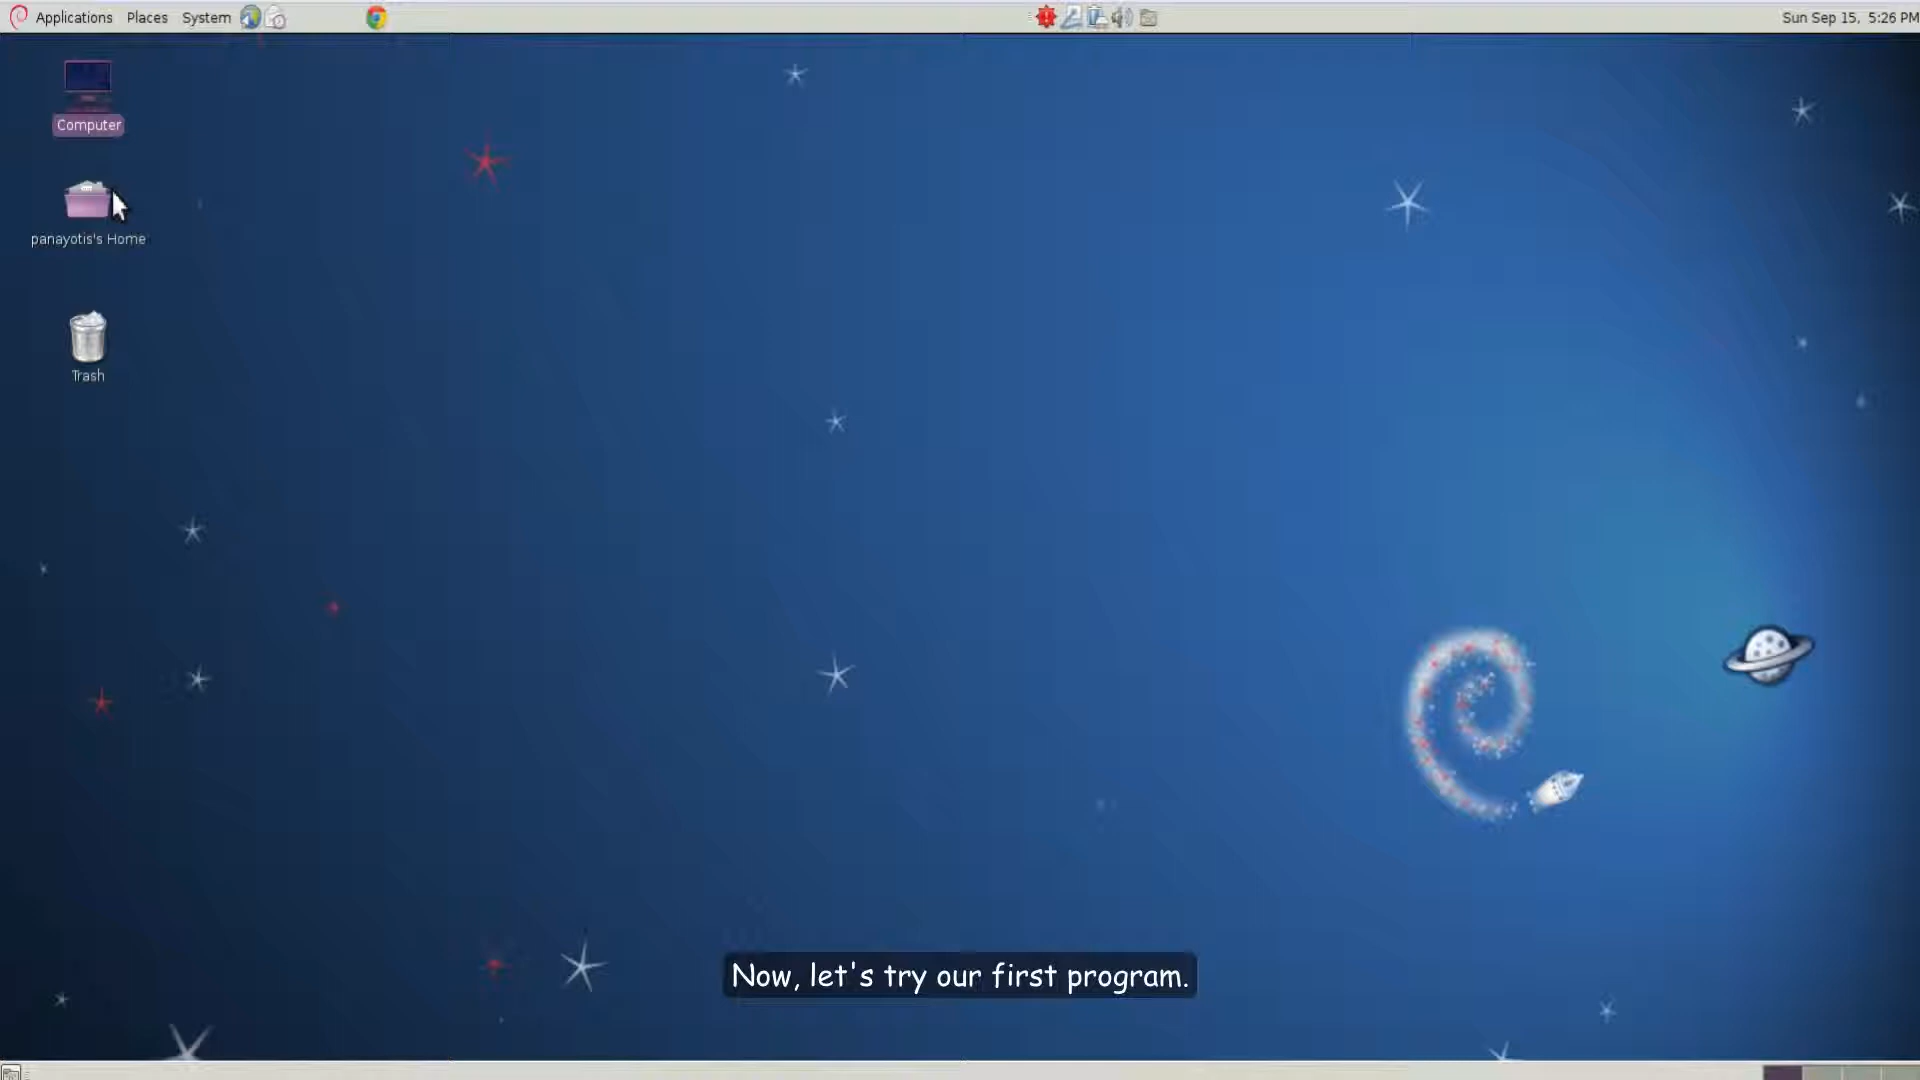 Applications Places System
Sun Sep 15, 5:26 PM
Computer
panayotis's Home
Trash
Now, let's try our first program.